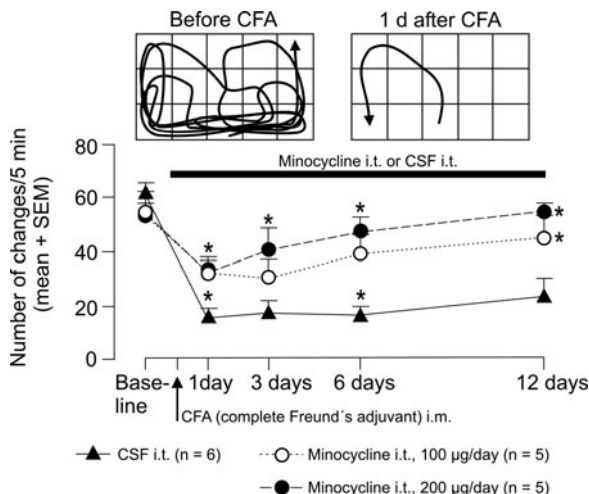 Before CFA
1 d after CFA
Number of changes/5 min
(mean + SEM)
80
60
40
20
0
Minocycline i.t. or CSF i.t.
*
*
*
*
*
*
*
Base-
line
1day
3 days
6 days
12 days
CFA (complete Freund´s adjuvant) i.m.
CSF i.t. (n = 6)
Minocycline i.t., 100 µg/day (n = 5)
Minocycline i.t., 200 µg/day (n = 5)